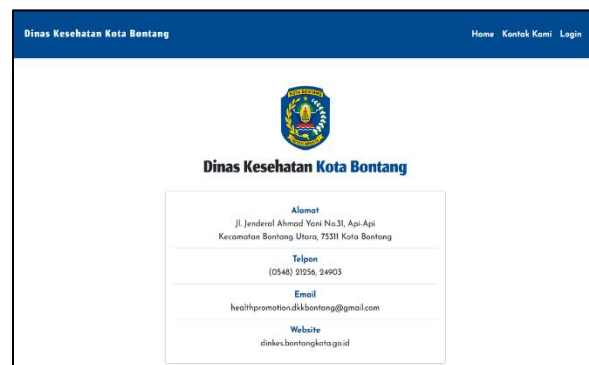 Dinas Kesehatan Kota Bontang
Home Kontak Kami Login
Dinas Kesehatan Kota Bontang
Alamat
Jl. Jenderal Ahmad Yani No.31, Api-Api
Kecamatan Bontang Utara, 75311 Kota Bontang
Telpon
(0548) 21256, 24903
Email
healthpromotion.dkkbontang@gmail.com
Website
dinkes.bontangkota.go.id